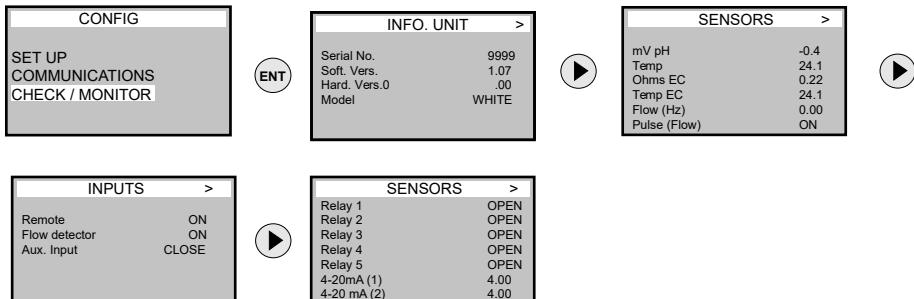 CONFIG
SET UP
COMMUNICATIONS
CHECK / MONITOR
ENT
INFO. UNIT >
Serial No. 9999
Soft. Vers. 1.07
Hard. Vers.0 .00
Model WHITE
SENSORS >
mV pH -0.4
Temp 24.1
Ohms EC 0.22
Temp EC 24.1
Flow (Hz) 0.00
Pulse (Flow) ON
INPUTS >
Remote ON
Flow detector ON
Aux. Input CLOSE
SENSORS >
Relay 1 OPEN
Relay 2 OPEN
Relay 3 OPEN
Relay 4 OPEN
Relay 5 OPEN
4-20mA (1) 4.00
4-20 mA (2) 4.00